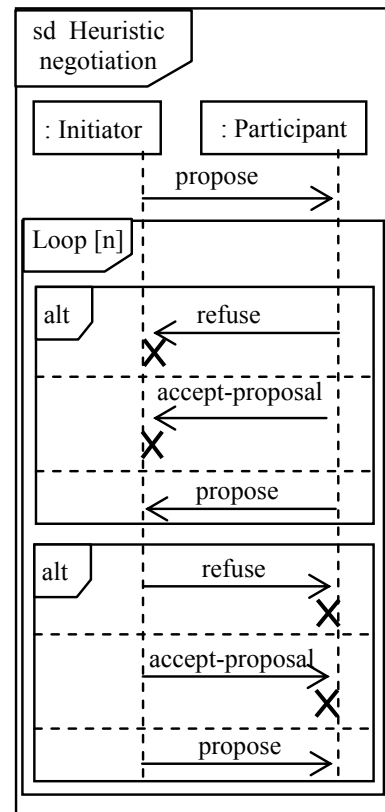 sd Heuristic
negotiation
: Initiator
: Participant
propose
Loop [n]
alt
refuse
accept-proposal
propose
alt
refuse
accept-proposal
propose